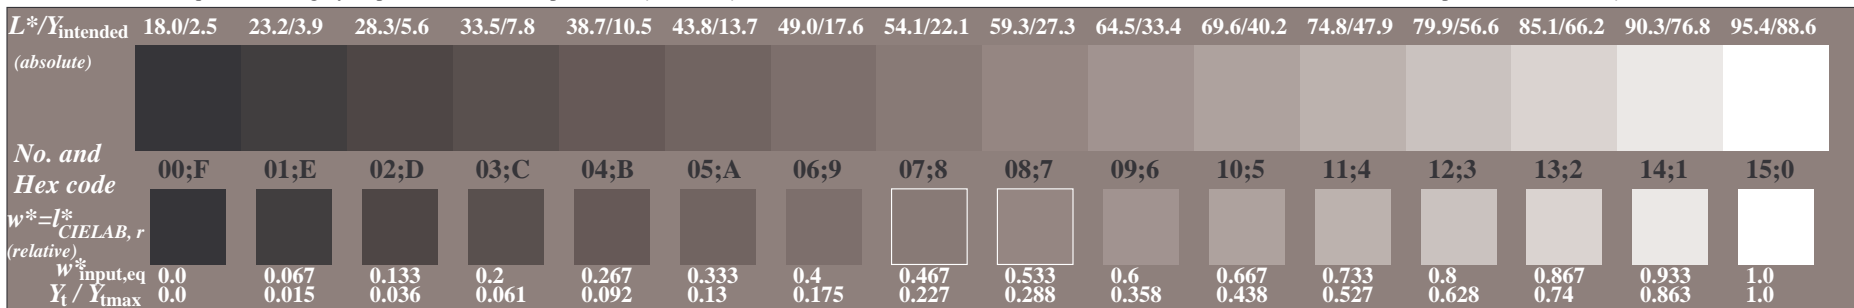 L*/Yintended 18.0/2.5 23.2/3.9 28.3/5.6 33.5/7.8 38.7/10.5 43.8/13.7 49.0/17.6 54.1/22.1 59.3/27.3 64.5/33.4 69.6/40.2 74.8/47.9 79.9/56.6 85.1/66.2 90.3/76.8 95.4/88.6
(absolute)
No. and
Hex code
00;F 01;E 02;D 03;C 04;B 05;A 06;9 07;8 08;7 09;6 10;5 11;4 12;3 13;2 14;1 15;0
w*=l*CIELAB, r
(relative)
w*input,eq 0.0 0.067 0.133 0.2 0.267 0.333 0.4 0.467 0.533 0.6 0.667 0.733 0.8 0.867 0.933 1.0
Yt / Ytmax 0.0 0.015 0.036 0.061 0.092 0.13 0.175 0.227 0.288 0.358 0.438 0.527 0.628 0.74 0.863 1.0